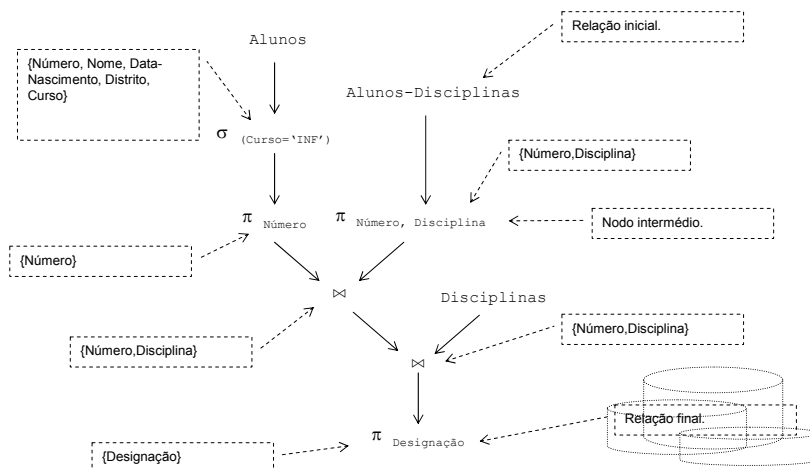 Relação inicial.
Alunos
{Número, Nome, Data-
Nascimento, Distrito,
Curso}
Alunos-Disciplinas
σ (Curso=‘INF’)
{Número,Disciplina}
π Número
π Número, Disciplina
Nodo intermédio.
{Número}
⋈
Disciplinas
{Número,Disciplina}
{Número,Disciplina}
⋈
Relação final.
π Designação
{Designação}